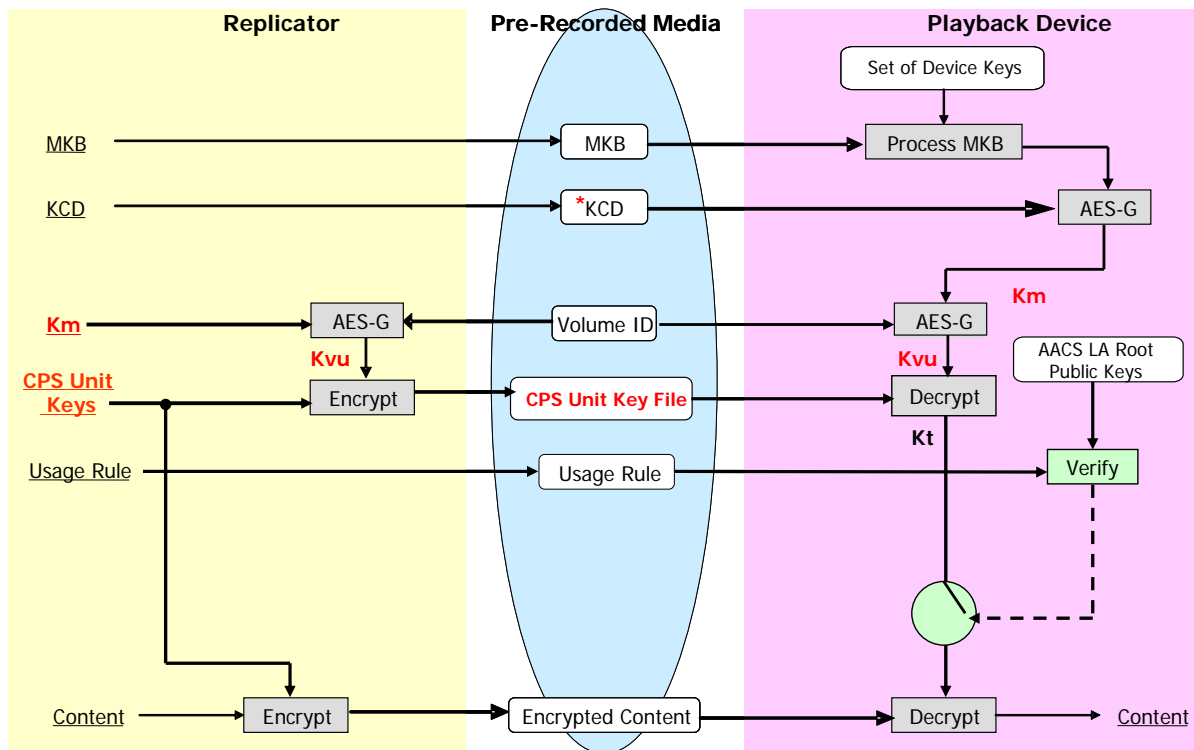 Replicator
Pre-Recorded Media
Playback Device
Set of Device Keys
MKB
MKB
Process MKB
KCD
*KCD
AES-G
Km
Km
AES-G
Volume ID
AES-G
Kvu
Kvu
AACS LA Root
Public Keys
CPS Unit
Keys
Encrypt
CPS Unit Key File
Decrypt
Kt
Usage Rule
Usage Rule
Verify
Content
Encrypt
Encrypted Content
Decrypt
Content